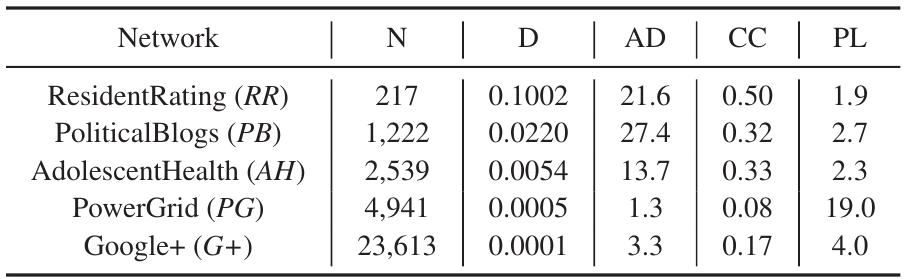 Network N D AD CC PL
ResidentRating (RR) 217 0.1002 21.6 0.50 1.9
PoliticalBlogs (PB) 1,222 0.0220 27.4 0.32 2.7
AdolescentHealth (AH) 2,539 0.0054 13.7 0.33 2.3
PowerGrid (PG) 4,941 0.0005 1.3 0.08 19.0
Google+ (G+) 23,613 0.0001 3.3 0.17 4.0